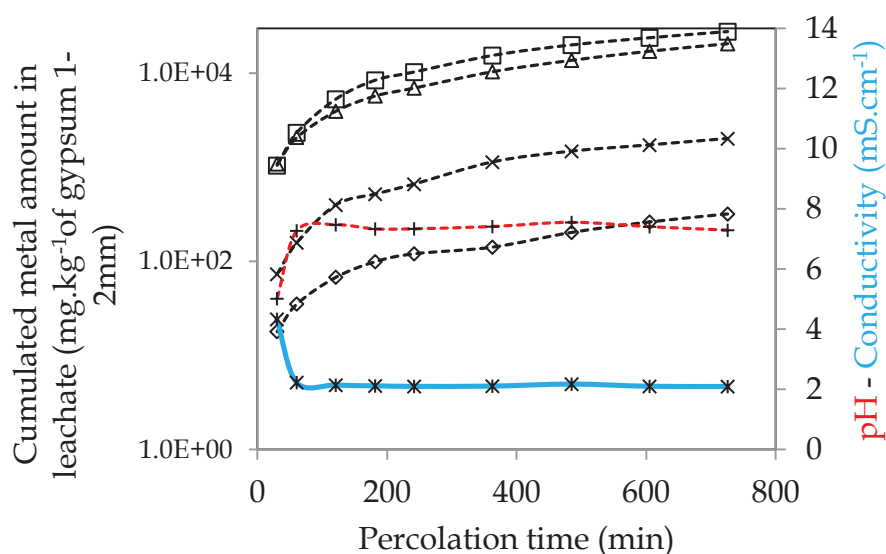 Cumulated metal amount in
leachate (mg.kg-1of gypsum 1-
2mm)
1.0E+04
1.0E+02
1.0E+00
14
12
10
8
6
4
2
0
pH - Conductivity (mS.cm-1)
0 200 400 600 800
Percolation time (min)